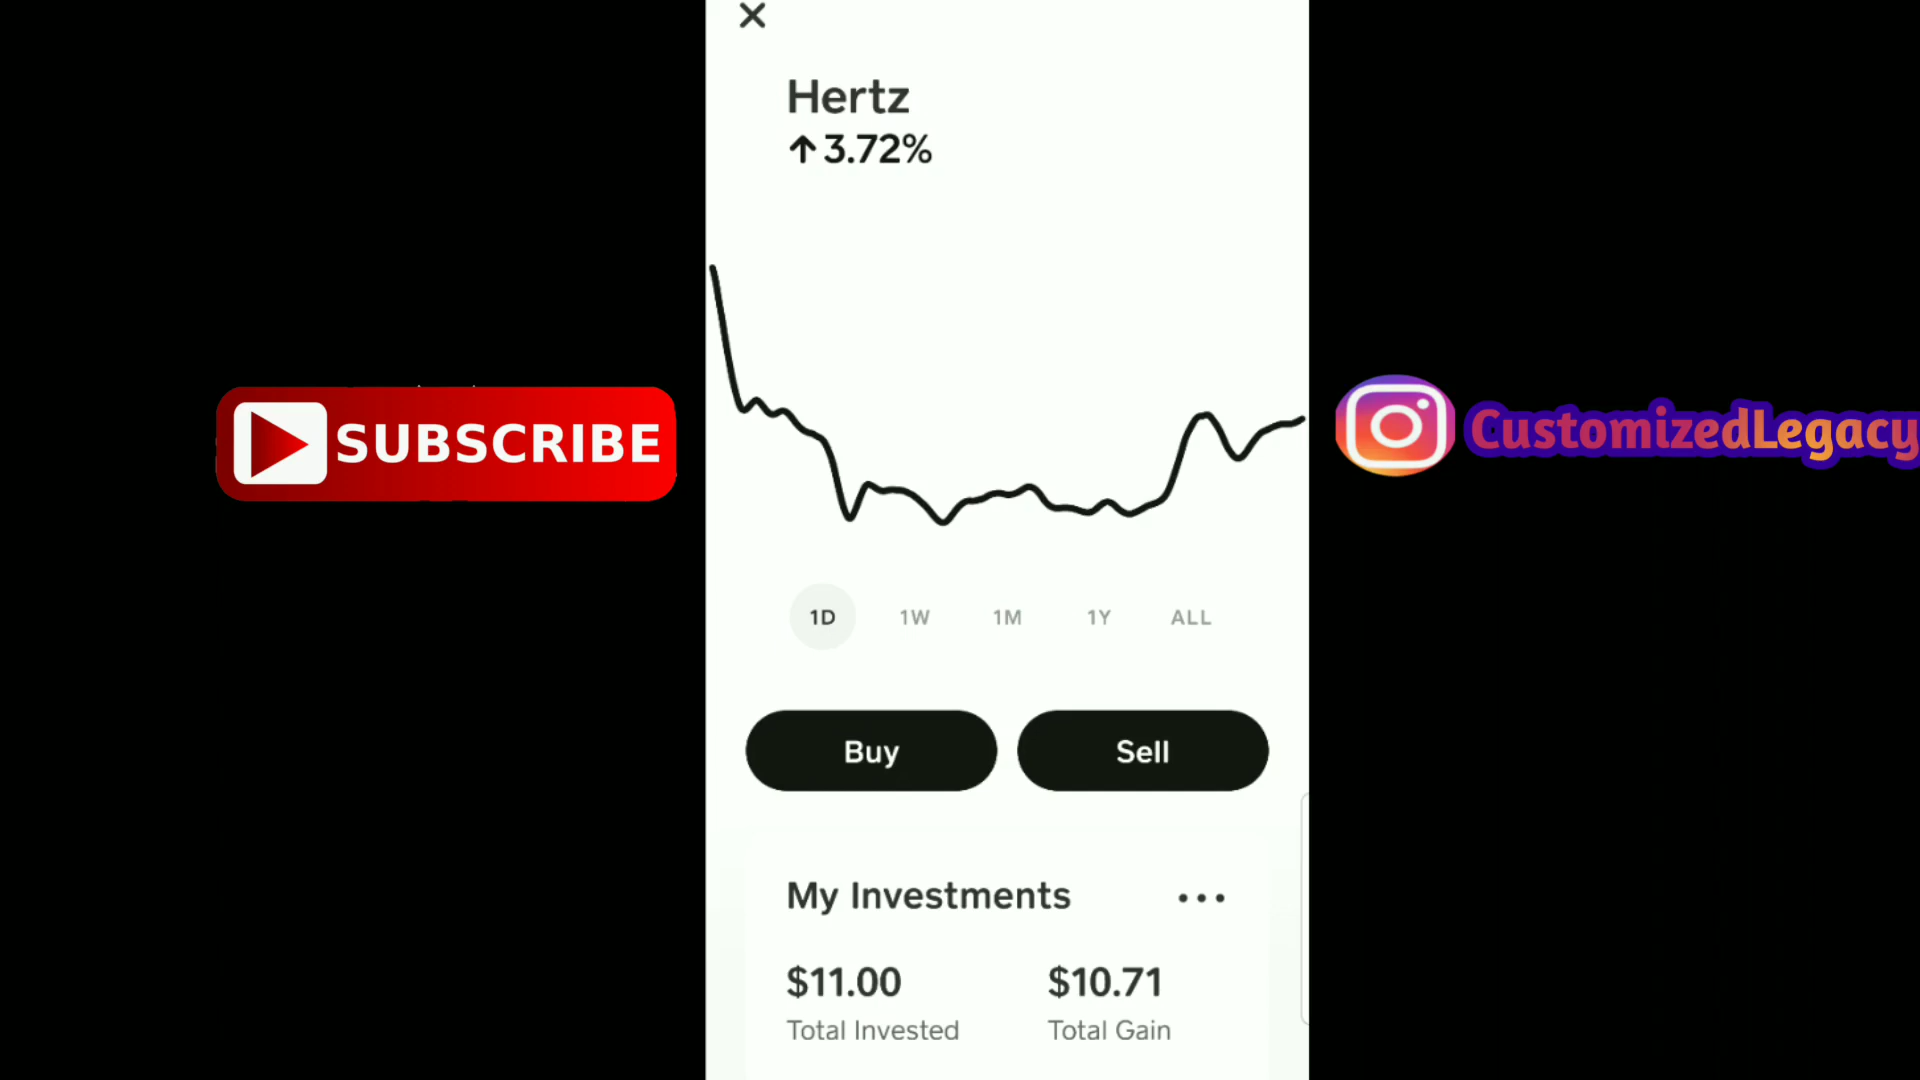 Hertz
↑3.72%
SUBSCRIBE
CustomizedLegacy
1D 1W 1M 1Y ALL
Buy Sell
My Investments
$11.00 $10.71
Total Invested Total Gain